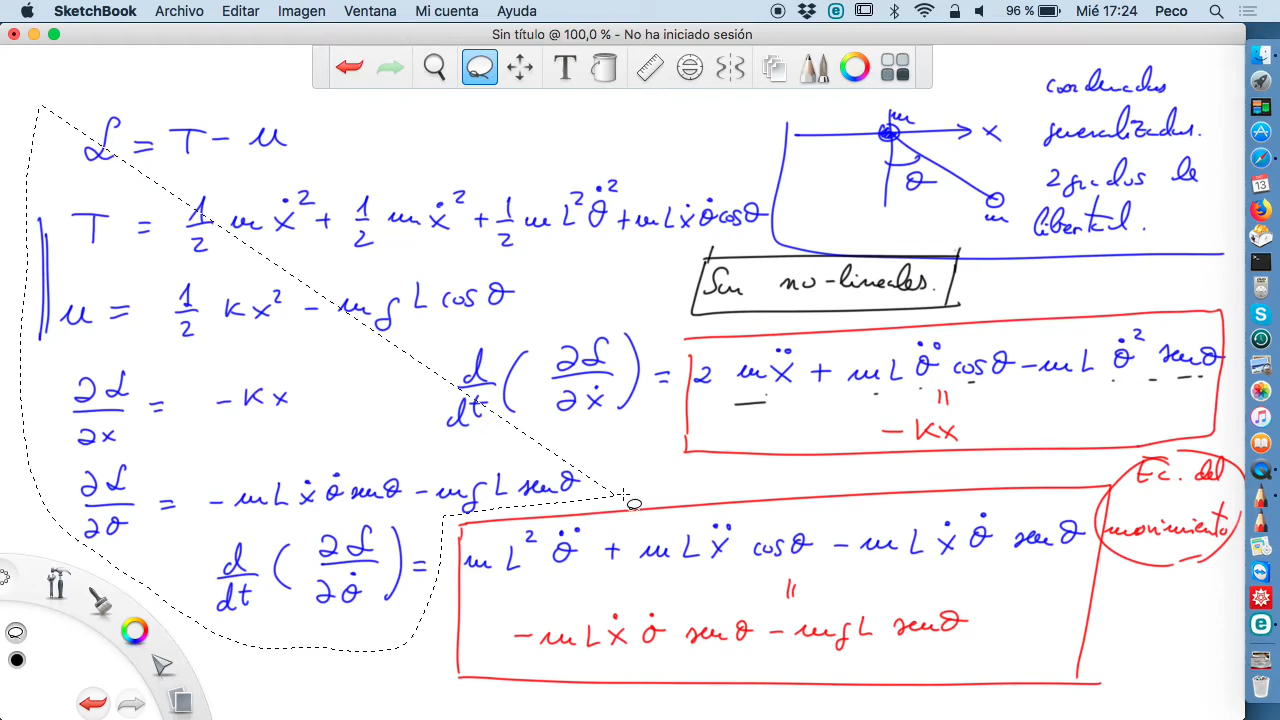 SketchBook Archivo Editar Imagen Ventana Mi cuenta Ayuda 96 % Mié 17:24 Peco
Sin título @ 100,0 % - No ha iniciado sesión
coordenadas
generalizadas.
2 grados de
libertad.
m
x
θ
m
ℒ = T - u
T = 1/2 m ẋ² + 1/2 m ẋ² + 1/2 m L² θ̇² + m L ẋ θ̇ cos θ
u = 1/2 K x² - m g L cos θ
Son no-lineales.
∂ℒ/∂x = - K x
d/dt ( ∂ℒ/∂ẋ ) = 2 m ẍ + m L θ̈ cos θ - m L θ̇² sen θ
=
- K x
∂ℒ/∂θ = - m L ẋ θ̇ sen θ - m g L sen θ
Ec. del
movimiento
d/dt ( ∂ℒ/∂θ̇ ) = m L² θ̈ + m L ẍ cos θ - m L ẋ θ̇ sen θ
=
- m L ẋ θ̇ sen θ - m g L sen θ